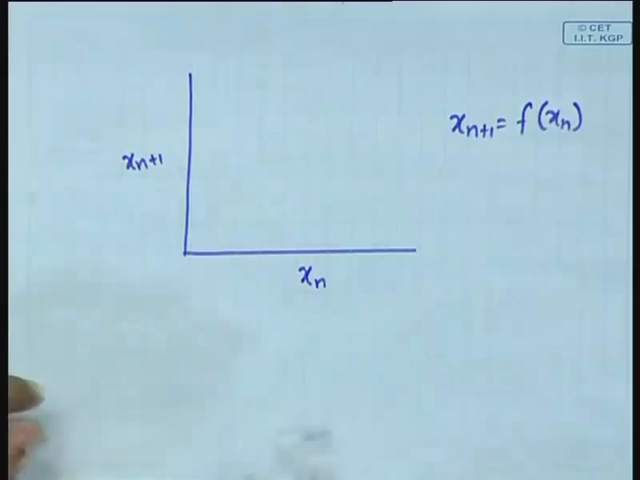 © CET
I.I.T. KGP
xₙ₊₁ = f(xₙ)
xₙ₊₁
xₙ